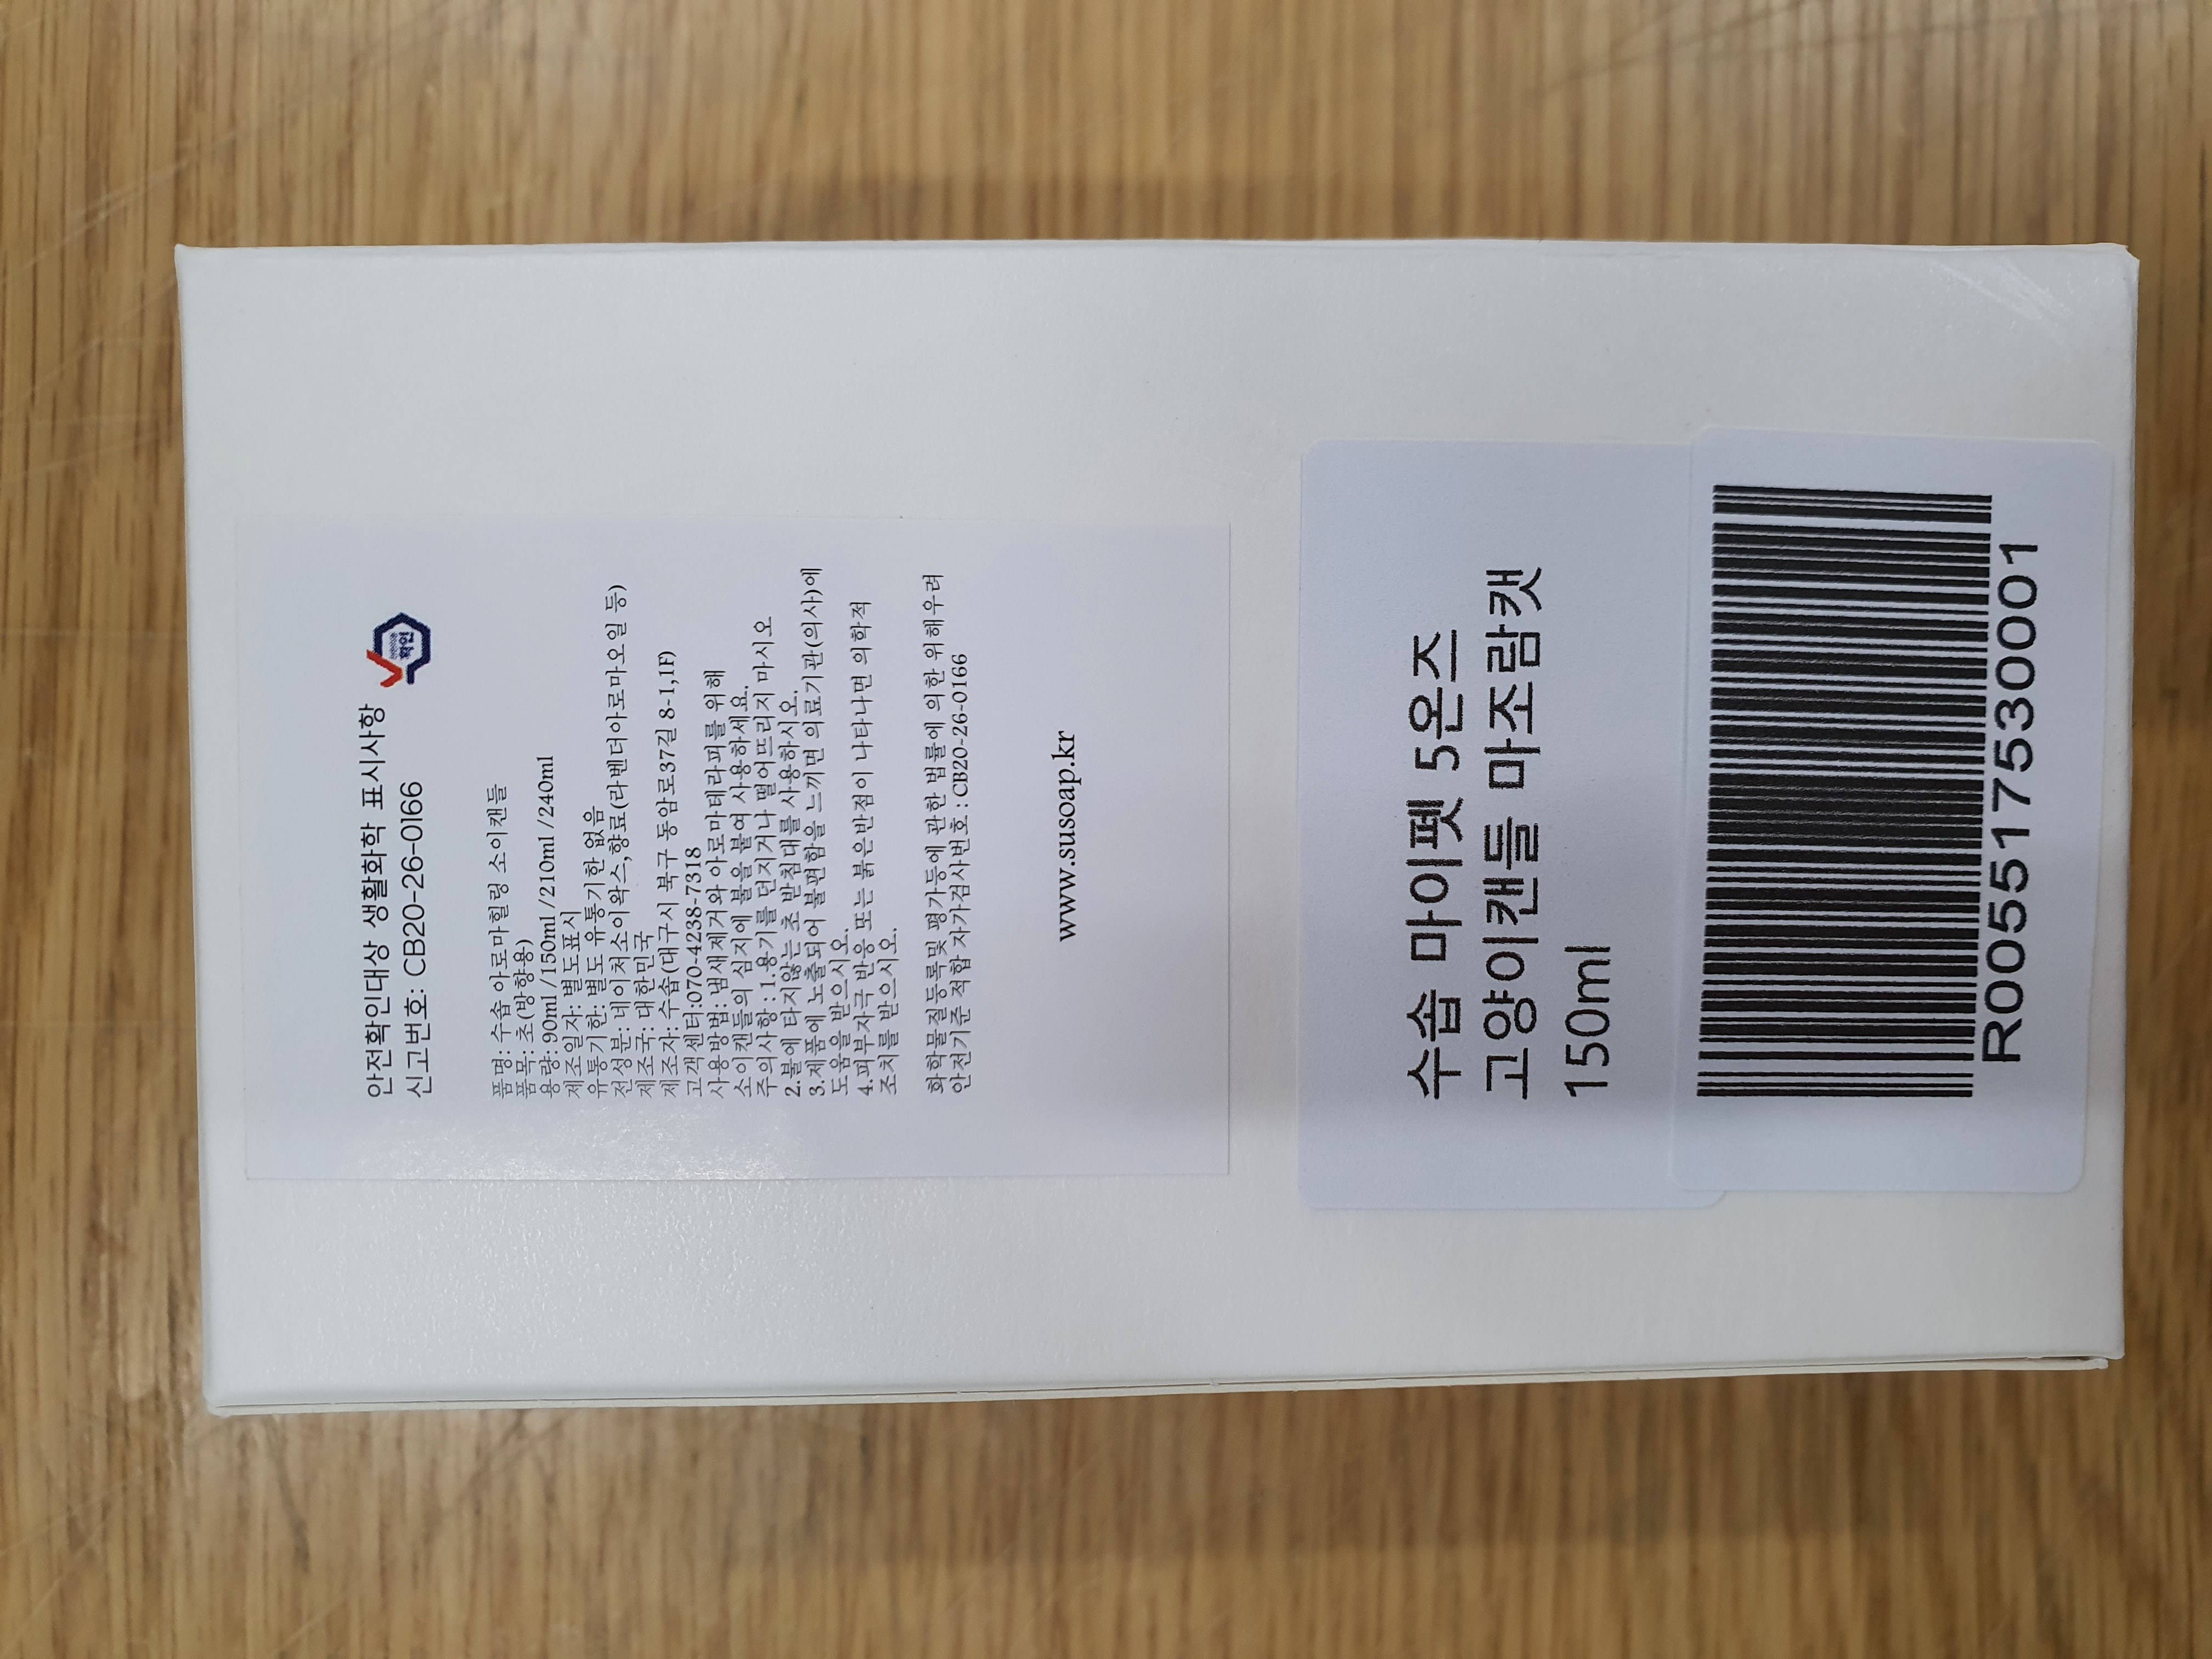 안전확인대상 생활화학 표시사항
신고번호: CB20-26-0166
확인
품명: 수솝 아로마힐링 소이캔들
품목: 초(방향용)
용량: 90ml /150ml /210ml /240ml
제조일자: 별도표시
유통기한: 별도 유통기한 없음
전성분: 네이처소이왁스,향료(라벤더아로마오일 등)
제조국: 대한민국
제조자: 수솝(대구시 북구 동암로37길 8-1,1F)
고객센터:070-4238-7318
사용방법: 냄새제거와 아로마테라피를 위해
소이캔들의 심지에 불을 붙여 사용하세요.
주의사항 : 1.용기를 던지거나 떨어뜨리지 마시오
2.불에 타지않는 초 받침대를 사용하시오.
3.제품에 노출되어 불편함을 느끼면 의료기관(의사)에
도움을 받으시오.
4.피부자극 반응 또는 붉은반점이 나타나면 의학적
조치를 받으시오.
화학물질등록및 평가등에 관한 법률에 의한 위해우려
안전기준 적합 자가검사번호 : CB20-26-0166
www.susoap.kr
수솝 마이펫 5온즈
고양이캔들 마조람캣
150ml
R005517530001